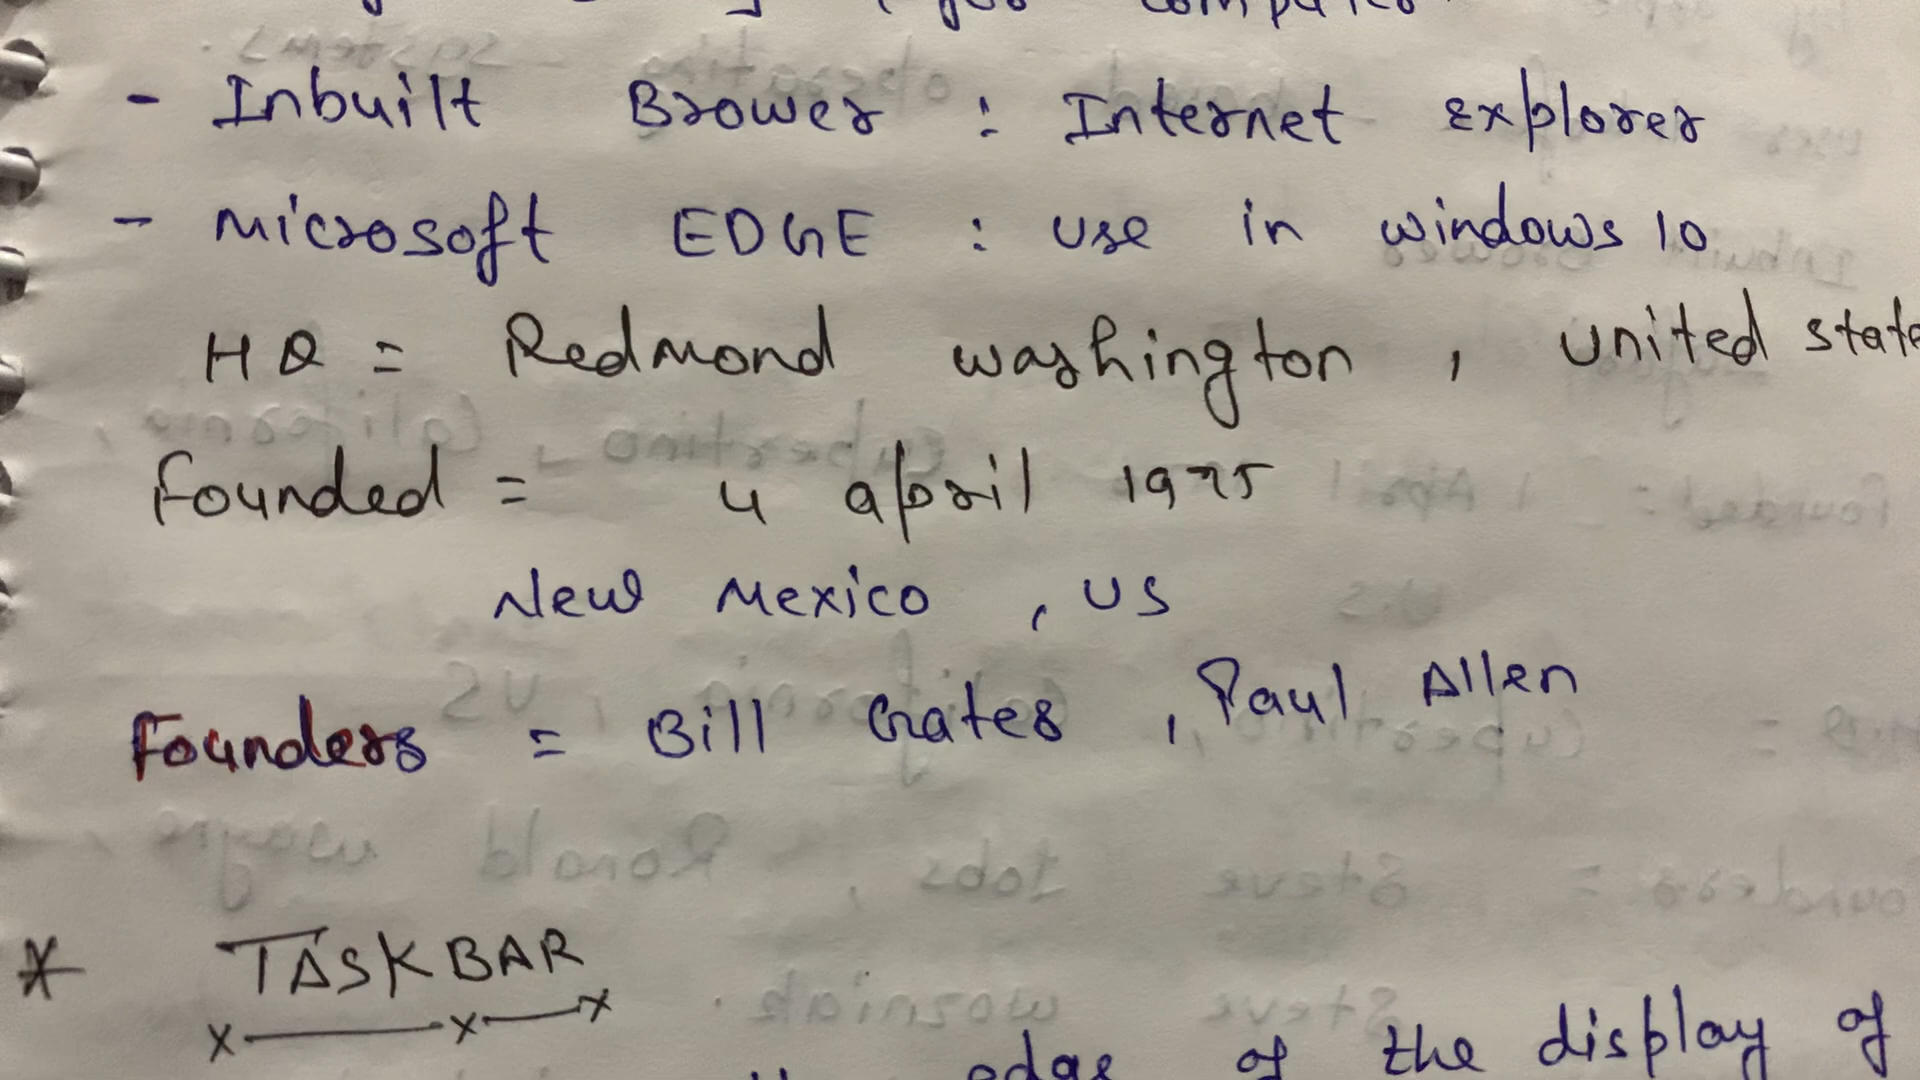 - Inbuilt Brower : Internet Explorer
- Microsoft EDGE : use in windows 10
HQ = Redmond washington , United state
Founded = 4 april 1975
New Mexico , US
Founders = Bill Gates , Paul Allen
* TASKBAR
edge of the display of